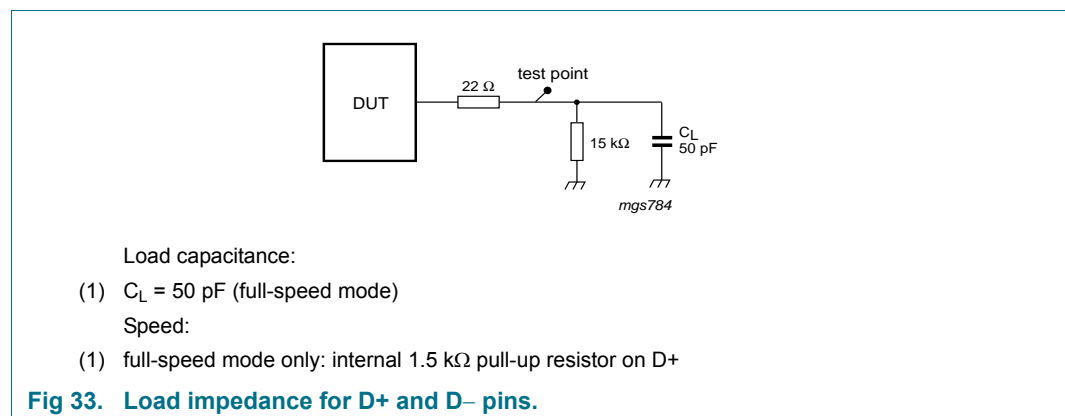 DUT
22 Ω
test point
15 kΩ
CL
50 pF
mgs784
Load capacitance:
(1) CL = 50 pF (full-speed mode)
Speed:
(1) full-speed mode only: internal 1.5 kΩ pull-up resistor on D+
Fig 33. Load impedance for D+ and D− pins.